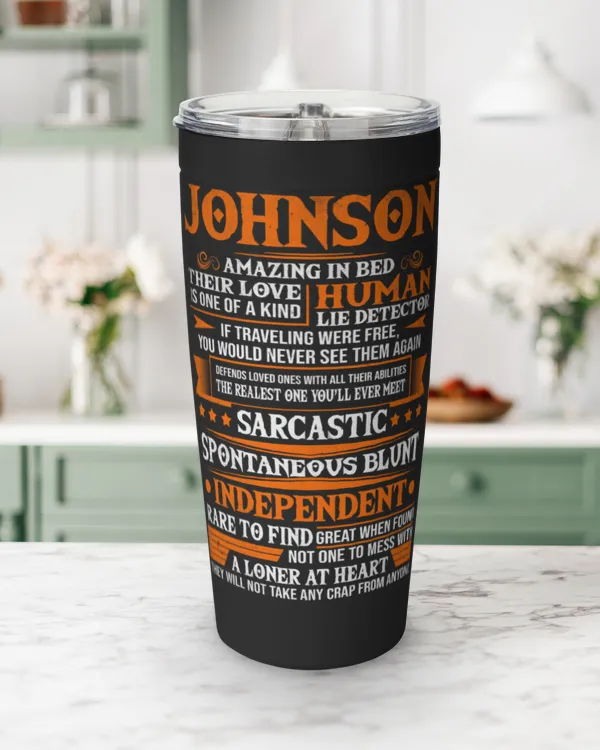 JOHNSON
AMAZING IN BED
THEIR LOVE
IS ONE OF A KIND
HUMAN
LIE DETECTOR
IF TRAVELING WERE FREE,
YOU WOULD NEVER SEE THEM AGAIN
DEFENDS LOVED ONES WITH ALL THEIR ABILITIES
THE REALEST ONE YOU'LL EVER MEET
SARCASTIC
SPONTANEOUS BLUNT
INDEPENDENT
RARE TO FIND
GREAT WHEN FOUND
NOT ONE TO MESS WITH
A LONER AT HEART
THEY WILL NOT TAKE ANY CRAP FROM ANYONE